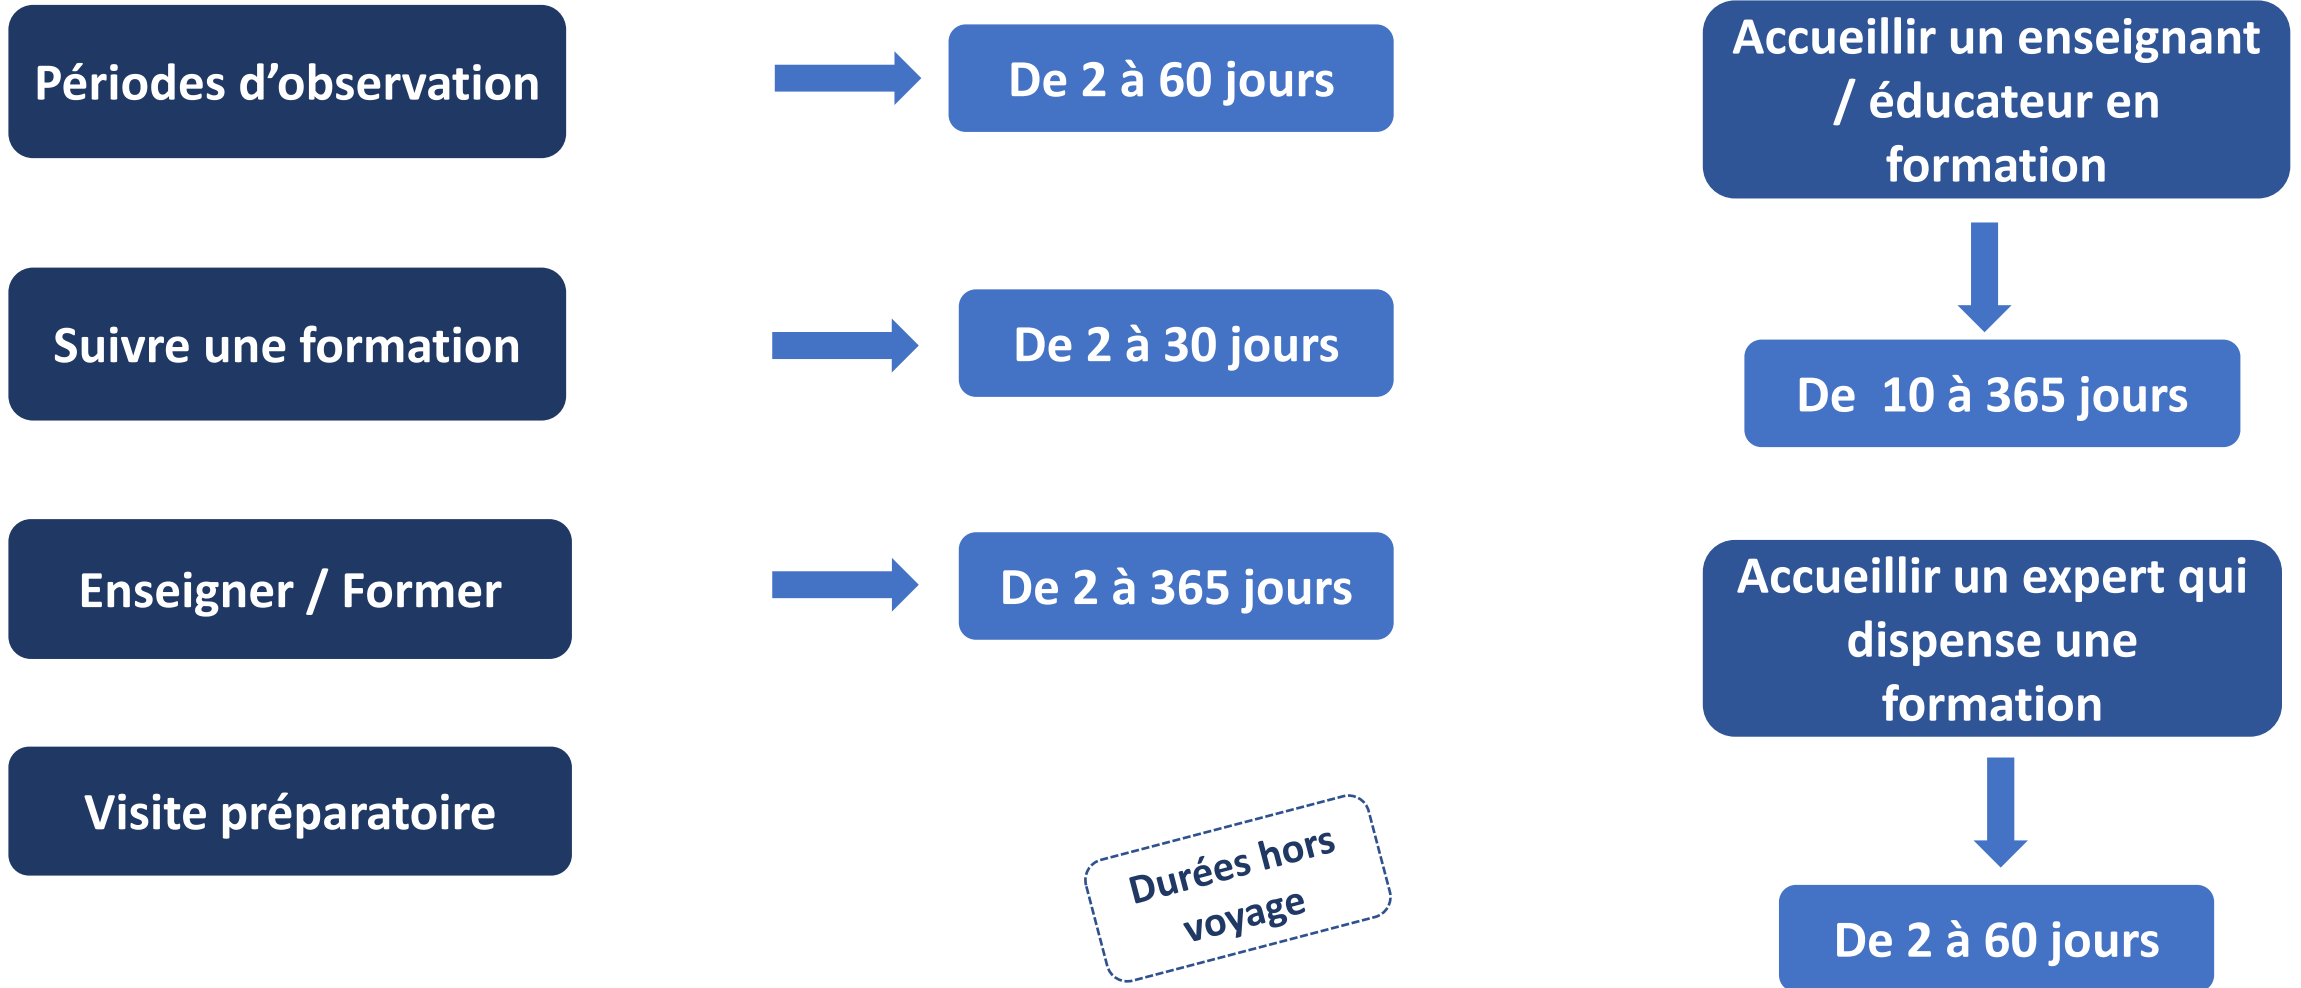 Périodes d’observation
De 2 à 60 jours
Suivre une formation
De 2 à 30 jours
Enseigner / Former
De 2 à 365 jours
Visite préparatoire
Durées hors
voyage
Accueillir un enseignant
/ éducateur en
formation
De  10 à 365 jours
Accueillir un expert qui
dispense une
formation
De 2 à 60 jours